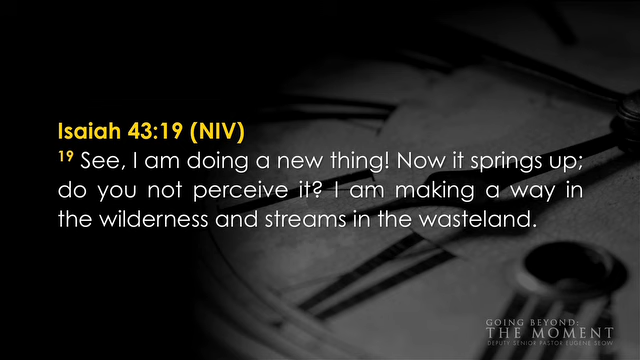 Isaiah 43:19 (NIV)
19 See, I am doing a new thing! Now it springs up;
do you not perceive it? I am making a way in
the wilderness and streams in the wasteland.
GOING BEYOND:
THE MOMENT
DEPUTY SENIOR PASTOR EUGENE SEOW